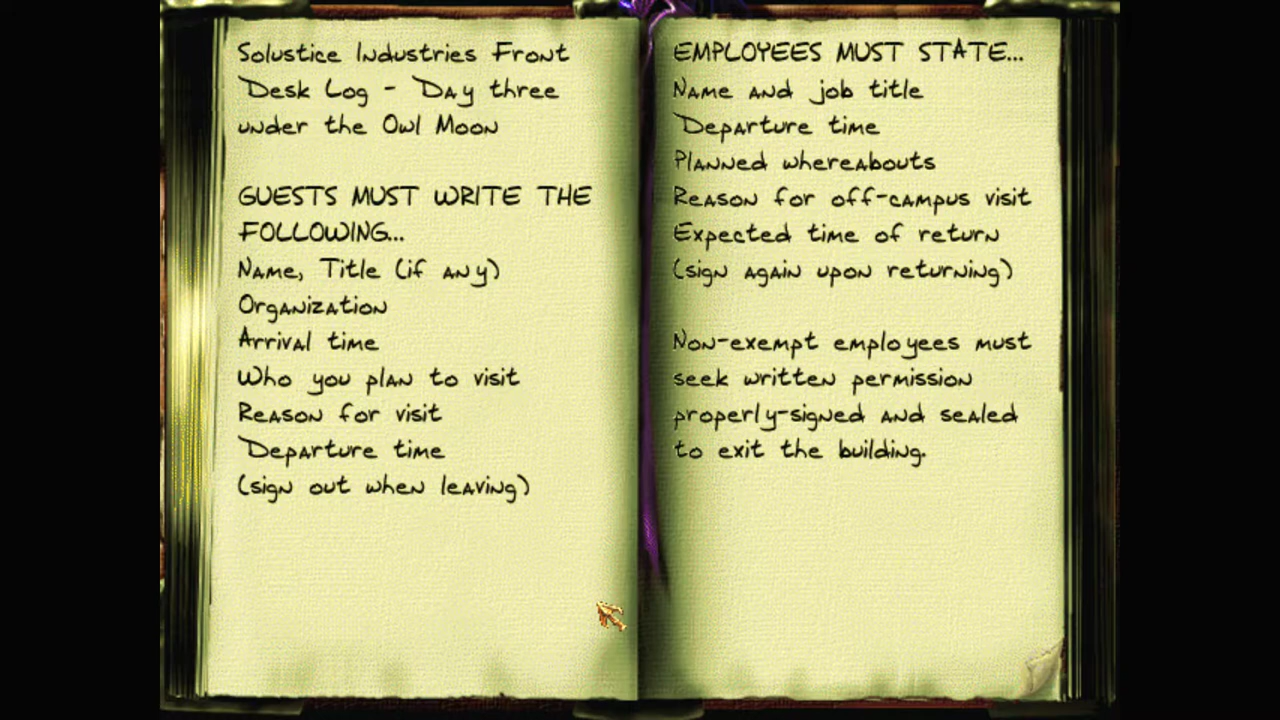 Solustice Industries Front
Desk Log - Day three
under the Owl Moon
GUESTS MUST WRITE THE
FOLLOWING...
Name, Title (if any)
Organization
Arrival time
Who you plan to visit
Reason for visit
Departure time
(sign out when leaving)
EMPLOYEES MUST STATE...
Name and job title
Departure time
Planned whereabouts
Reason for off-campus visit
Expected time of return
(sign again upon returning)
Non-exempt employees must
seek written permission
properly-signed and sealed
to exit the building.